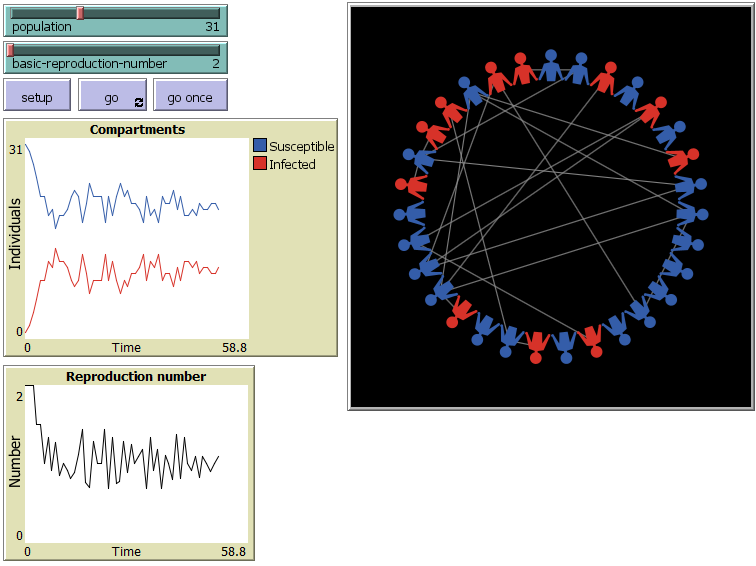 population 31
basic-reproduction-number 2
setup go go once
Compartments
31
Individuals
0
0 Time 58.8
Susceptible
Infected
Reproduction number
2
Number
0
0 Time 58.8